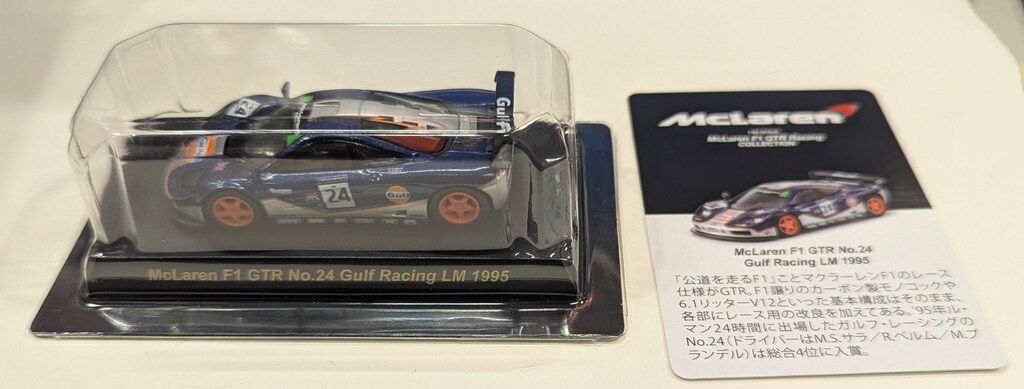 24
Gulf
24
Gulf
McLaren F1 GTR No.24 Gulf Racing LM 1995
McLaren
McLaren F1 GTR Racing
COLLECTION
24
McLaren F1 GTR No.24
Gulf Racing LM 1995
「公道を走るF1」ことマクラーレンF1のレース
仕様がGTR。F1譲りのカーボン製モノコックや
6.1リッターV12といった基本構成はそのまま、
各部にレース用の改良を加えてある。'95年ル・
マン24時間に出場したガルフ・レーシングの
No.24(ドライバーはM.S.サラ/R.ベルム/M.ブ
ランデル)は総合4位に入賞。